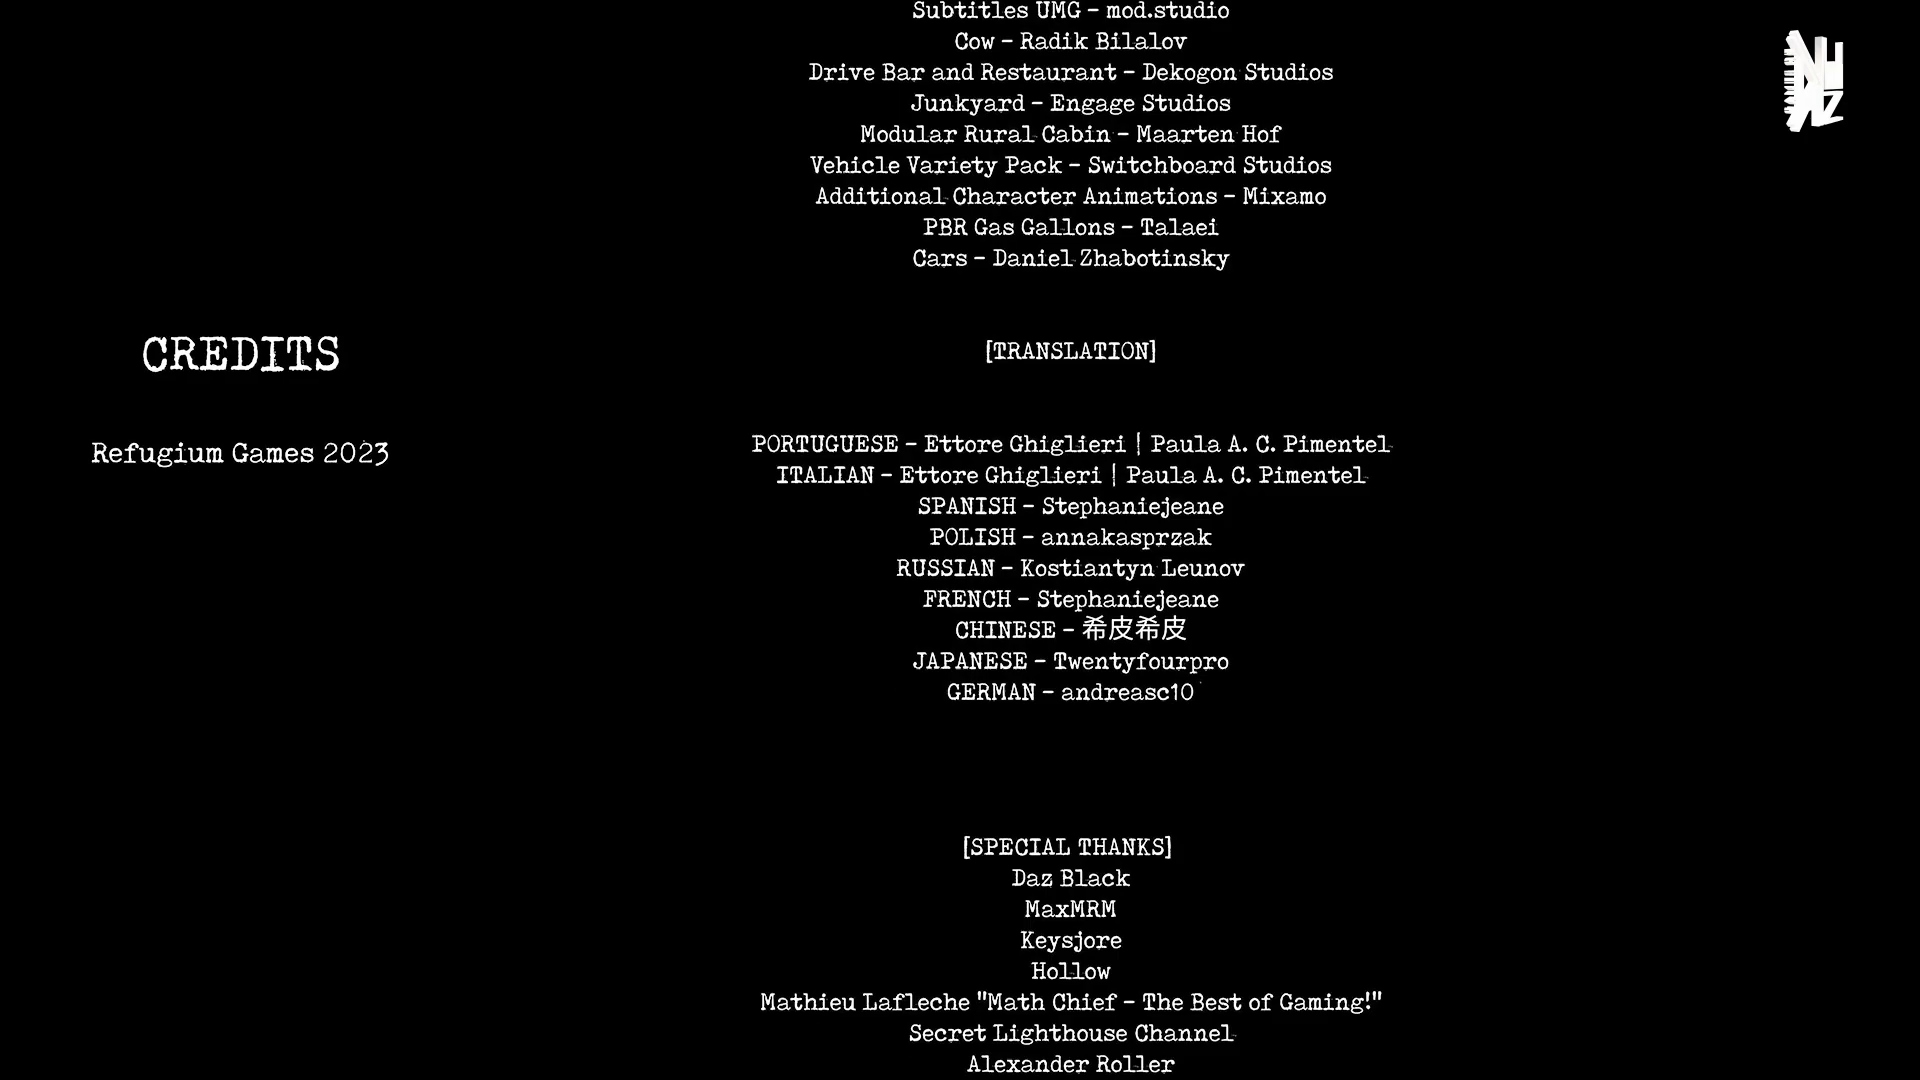 Subtitles UMG - mod.studio
Cow - Radik Bilalov
Drive Bar and Restaurant - Dekogon Studios
Junkyard - Engage Studios
Modular Rural Cabin - Maarten Hof
Vehicle Variety Pack - Switchboard Studios
Additional Character Animations - Mixamo
PBR Gas Gallons - Talaei
Cars - Daniel Zhabotinsky
CREDITS
Refugium Games 2023
[TRANSLATION]
PORTUGUESE - Ettore Ghiglieri | Paula A. C. Pimentel
ITALIAN - Ettore Ghiglieri | Paula A. C. Pimentel
SPANISH - Stephaniejeane
POLISH - annakasprzak
RUSSIAN - Kostiantyn Leunov
FRENCH - Stephaniejeane
CHINESE - 希皮希皮
JAPANESE - Twentyfourpro
GERMAN - andreasc10
[SPECIAL THANKS]
Daz Black
MaxMRM
Keysjore
Hollow
Mathieu Lafleche "Math Chief - The Best of Gaming!"
Secret Lighthouse Channel
Alexander Roller